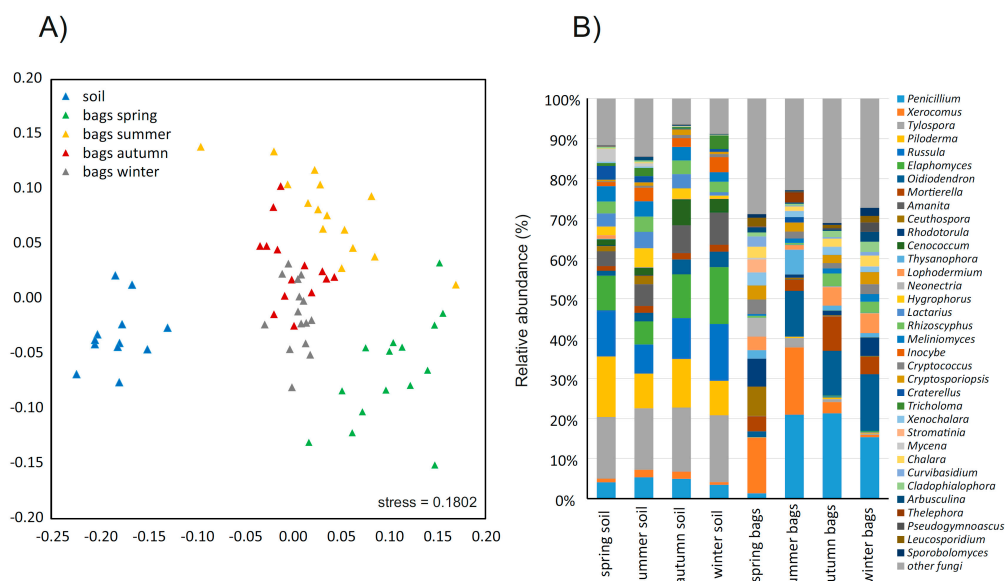 A)
0.20
0.15
0.10
0.05
0.00
-0.05
-0.10
-0.15
-0.20
soil
bags spring
bags summer
bags autumn
bags winter
stress = 0.1802
-0.25 -0.20 -0.15 -0.10 -0.05 0.00 0.05 0.10 0.15 0.20
B)
Relative abundance (%)
100%
90%
80%
70%
60%
50%
40%
30%
20%
10%
0%
spring soil
ummer soil
autumn soil
winter soil
spring bags
ummer bags
utumn bags
winter bags
Penicillium
Xerocomus
Tylospora
Piloderma
Russula
Elaphomyces
Oidiodendron
Mortierella
Amanita
Ceuthospora
Rhodotorula
Cenococcum
Thysanophora
Lophodermium
Neonectria
Hygrophorus
Lactarius
Rhizoscyphus
Meliniomyces
Inocybe
Cryptococcus
Cryptosporiopsis
Craterellus
Tricholoma
Xenochalara
Stromatinia
Mycena
Chalara
Curvibasidium
Cladophialophora
Arbusculina
Thelephora
Pseudogymnoascus
Leucosporidium
Sporobolomyces
other fungi